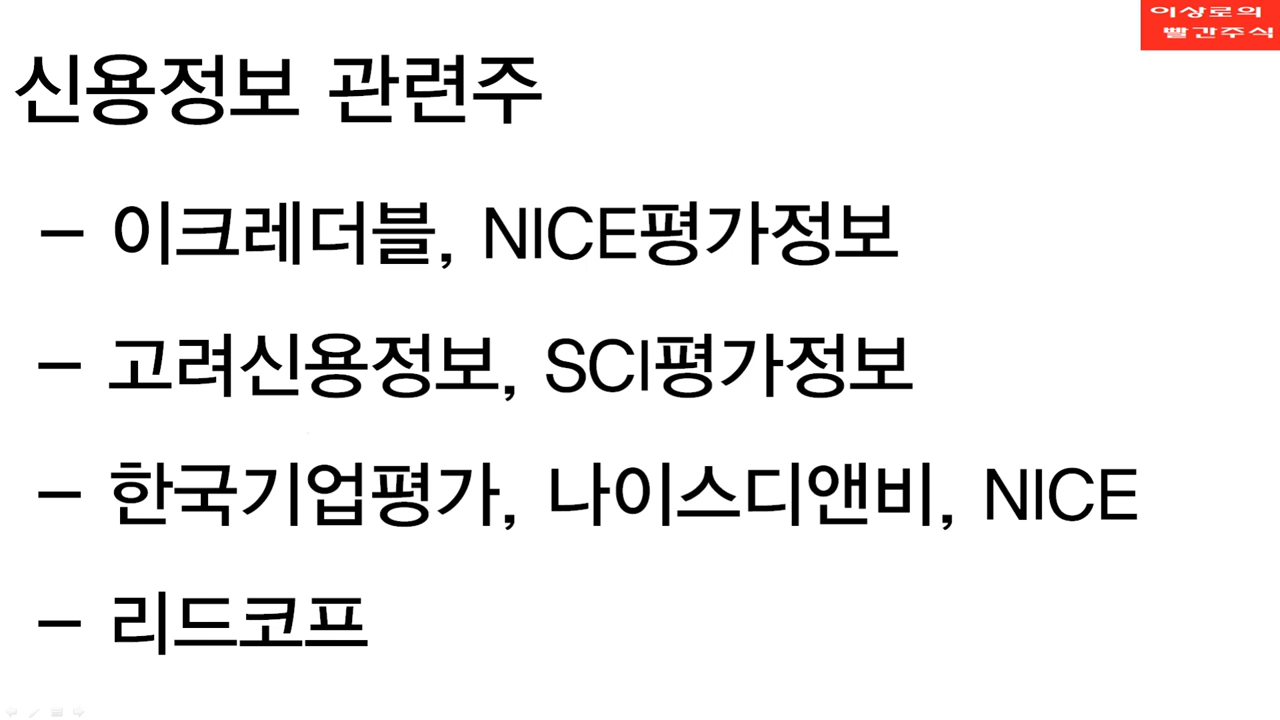 이상로의
빨간주식
신용정보 관련주
- 이크레더블, NICE평가정보
- 고려신용정보, SCI평가정보
- 한국기업평가, 나이스디앤비, NICE
- 리드코프